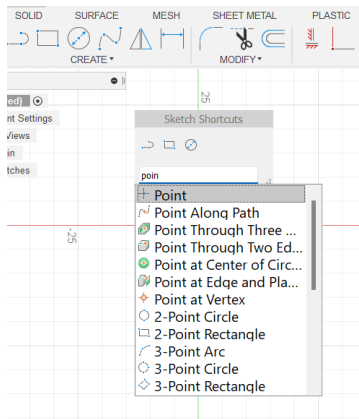 SOLID SURFACE MESH SHEET METAL PLASTIC
CREATE MODIFY
nt Settings
Views
in
tches
25
-25
Sketch Shortcuts
poin
Point
Point Along Path
Point Through Three ...
Point Through Two Ed...
Point at Center of Circ...
Point at Edge and Pla...
Point at Vertex
2-Point Circle
2-Point Rectangle
3-Point Arc
3-Point Circle
3-Point Rectangle